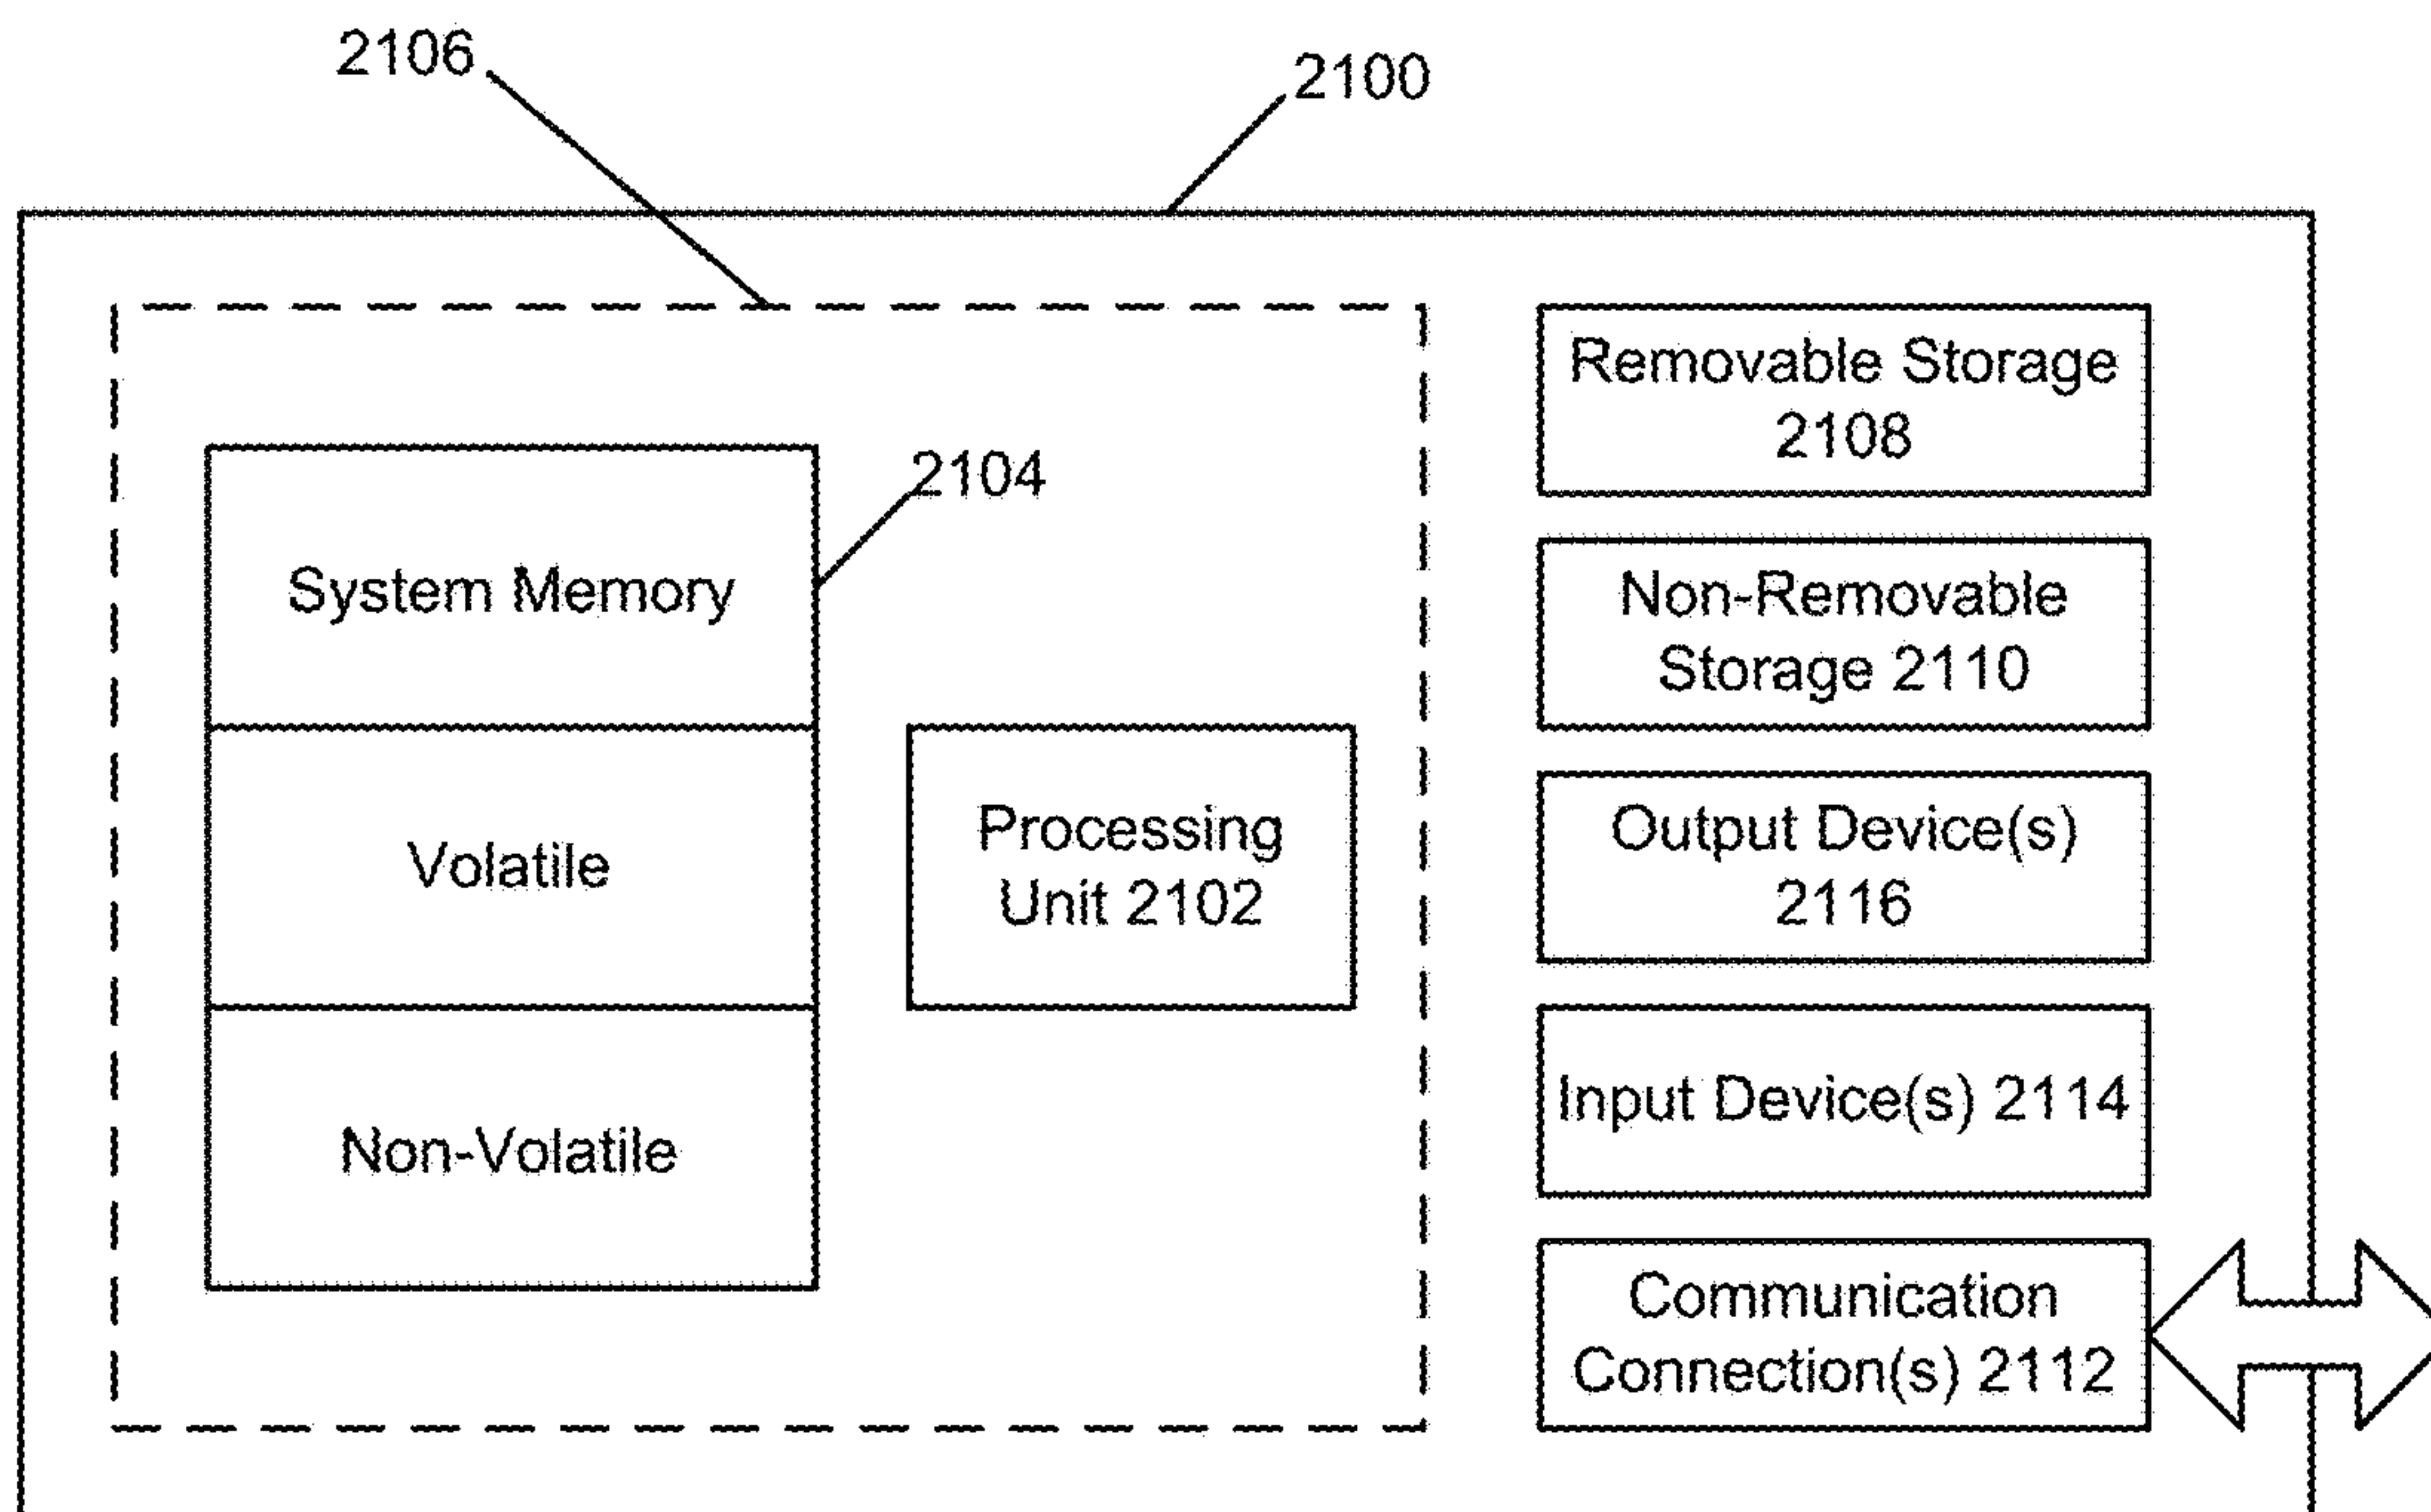 2106
2100
2104
System Memory
Volatile
Non-Volatile
Processing
Unit 2102
Removable Storage
2108
Non-Removable
Storage 2110
Output Device(s)
2116
Input Device(s) 2114
Communication
Connection(s) 2112